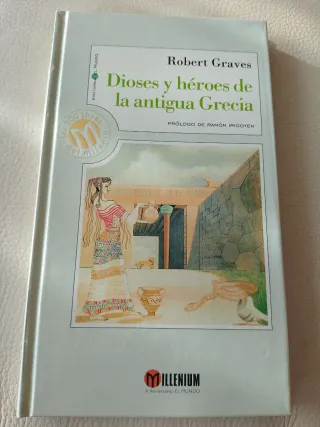 Robert Graves
Dioses y héroes de
la antigua Grecia
PRÓLOGO DE RAMÓN IRIGOYEN
MILLENIUM
EL MUNDO